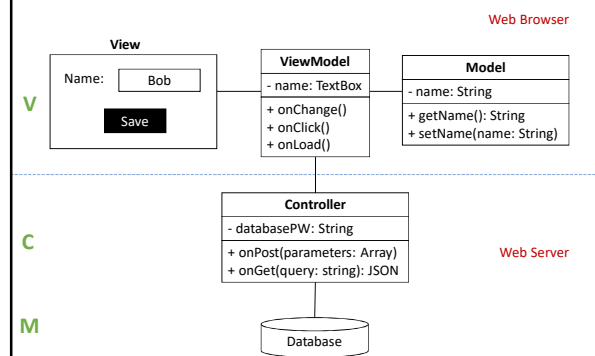 Web Browser
View
Name:
Bob
Save
V
ViewModel
- name: TextBox
+ onChange()
+ onClick()
+ onLoad()
Model
- name: String
+ getName(): String
+ setName(name: String)
Controller
- databasePW: String
+ onPost(parameters: Array)
+ onGet(query: string): JSON
C
Web Server
M
Database